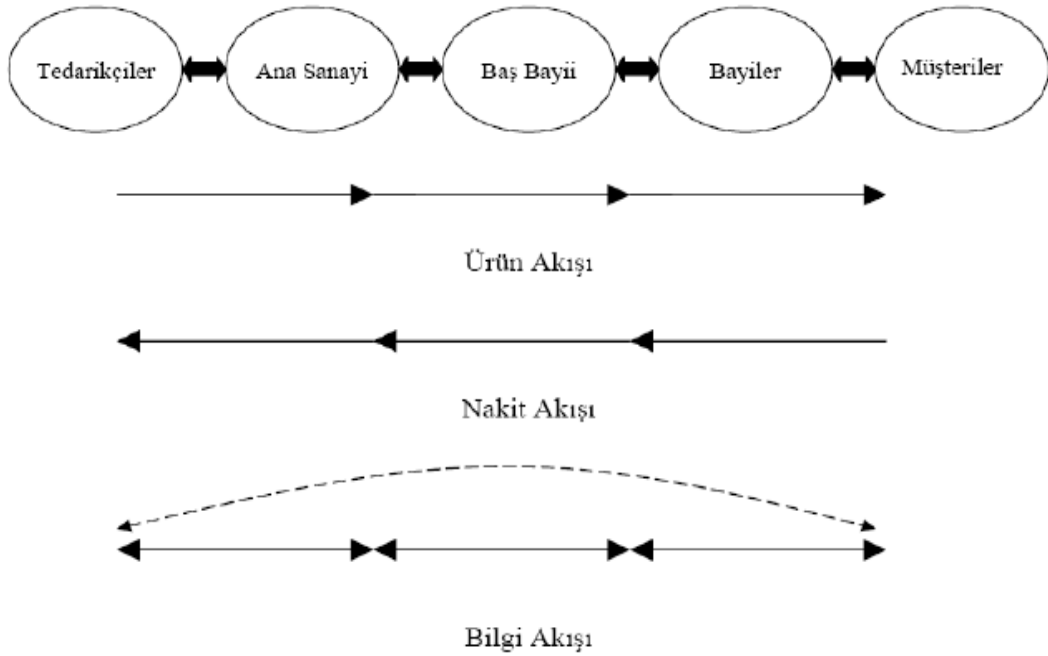 Tedarikçiler Ana Sanayi Baş Bayii Bayiler Müşteriler
Ürün Akışı
Nakit Akışı
Bilgi Akışı